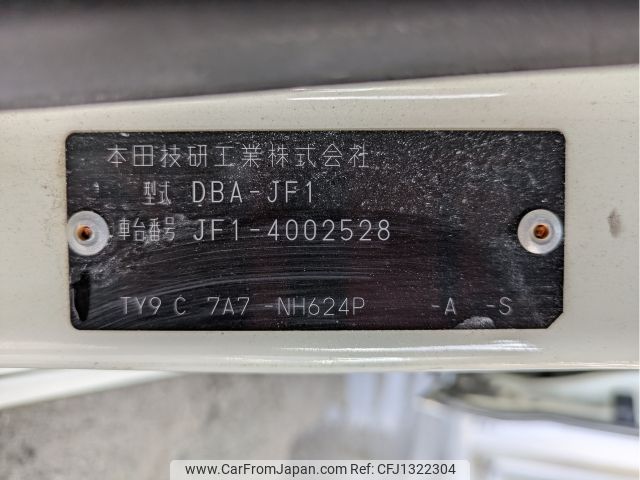 本田技研工業株式会社
型式 DBA-JF1
車台番号 JF1-4002528
TY9 C 7A7 -NH624P -A -S
www.CarFromJapan.com - CFJ1322304